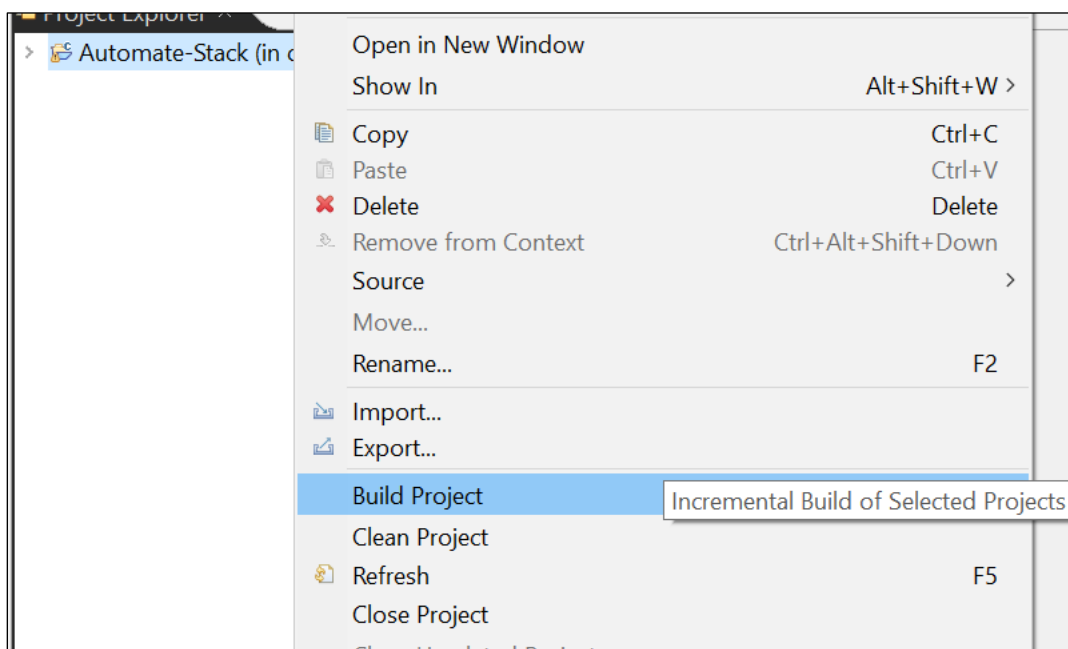 Project Explorer
Automate-Stack (in
Open in New Window
Show In Alt+Shift+W >
Copy Ctrl+C
Paste Ctrl+V
Delete Delete
Remove from Context Ctrl+Alt+Shift+Down
Source >
Move...
Rename... F2
Import...
Export...
Build Project
Incremental Build of Selected Projects
Clean Project
Refresh F5
Close Project